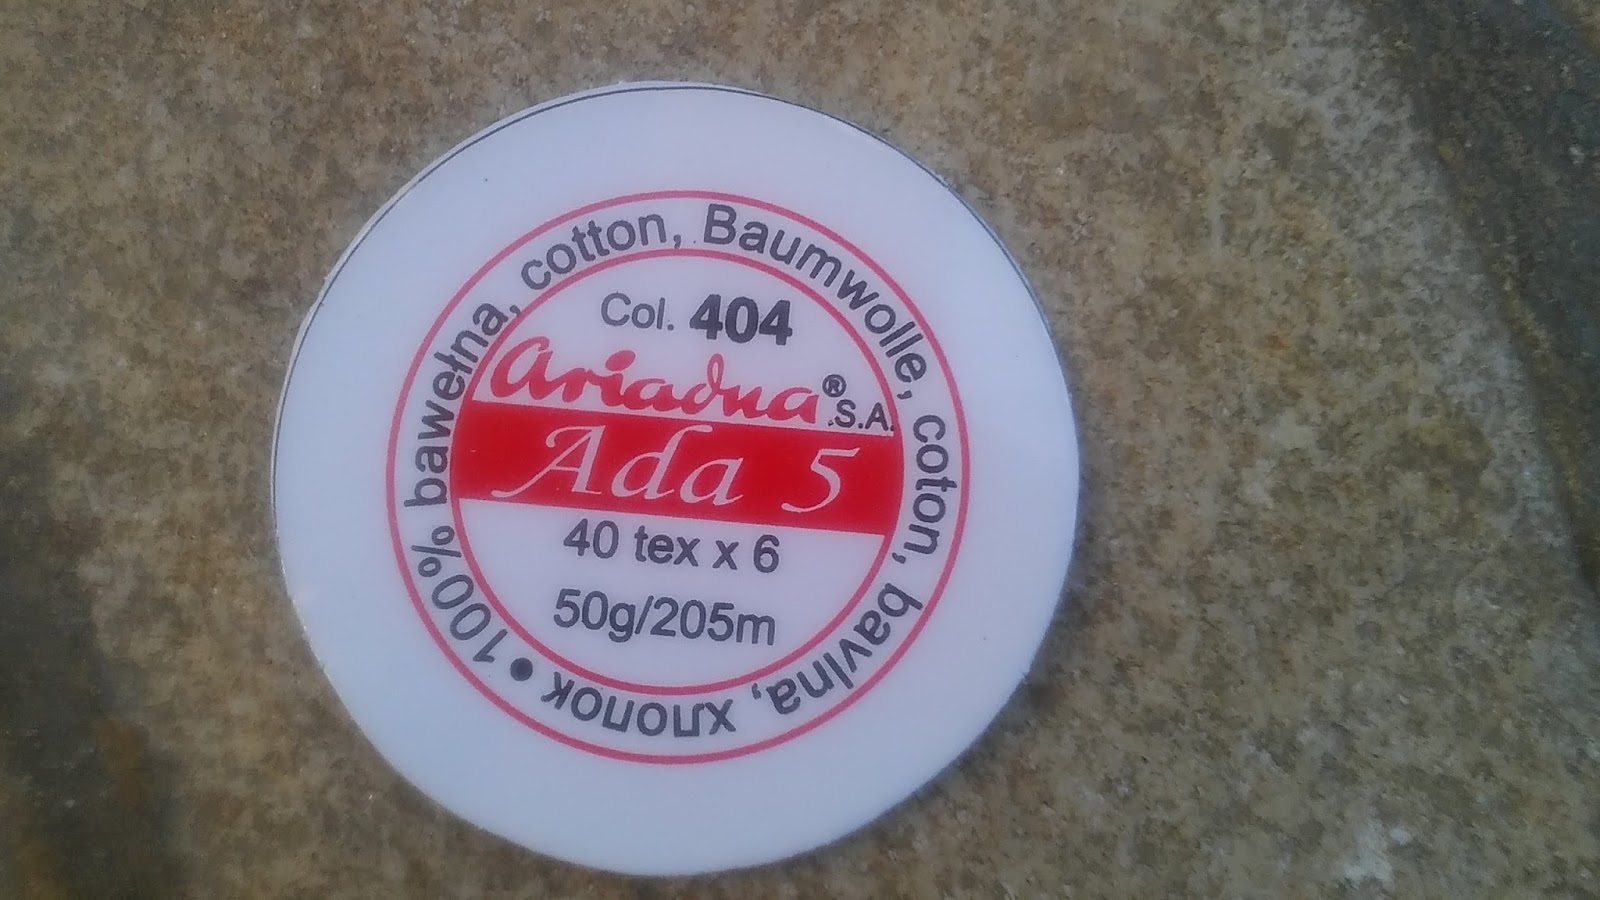 100% bawełna, cotton, Baumwolle, coton, bavlna, хлопок •
Col. 404
ariadna® S.A.
Ada 5
40 tex x 6
50g/205m